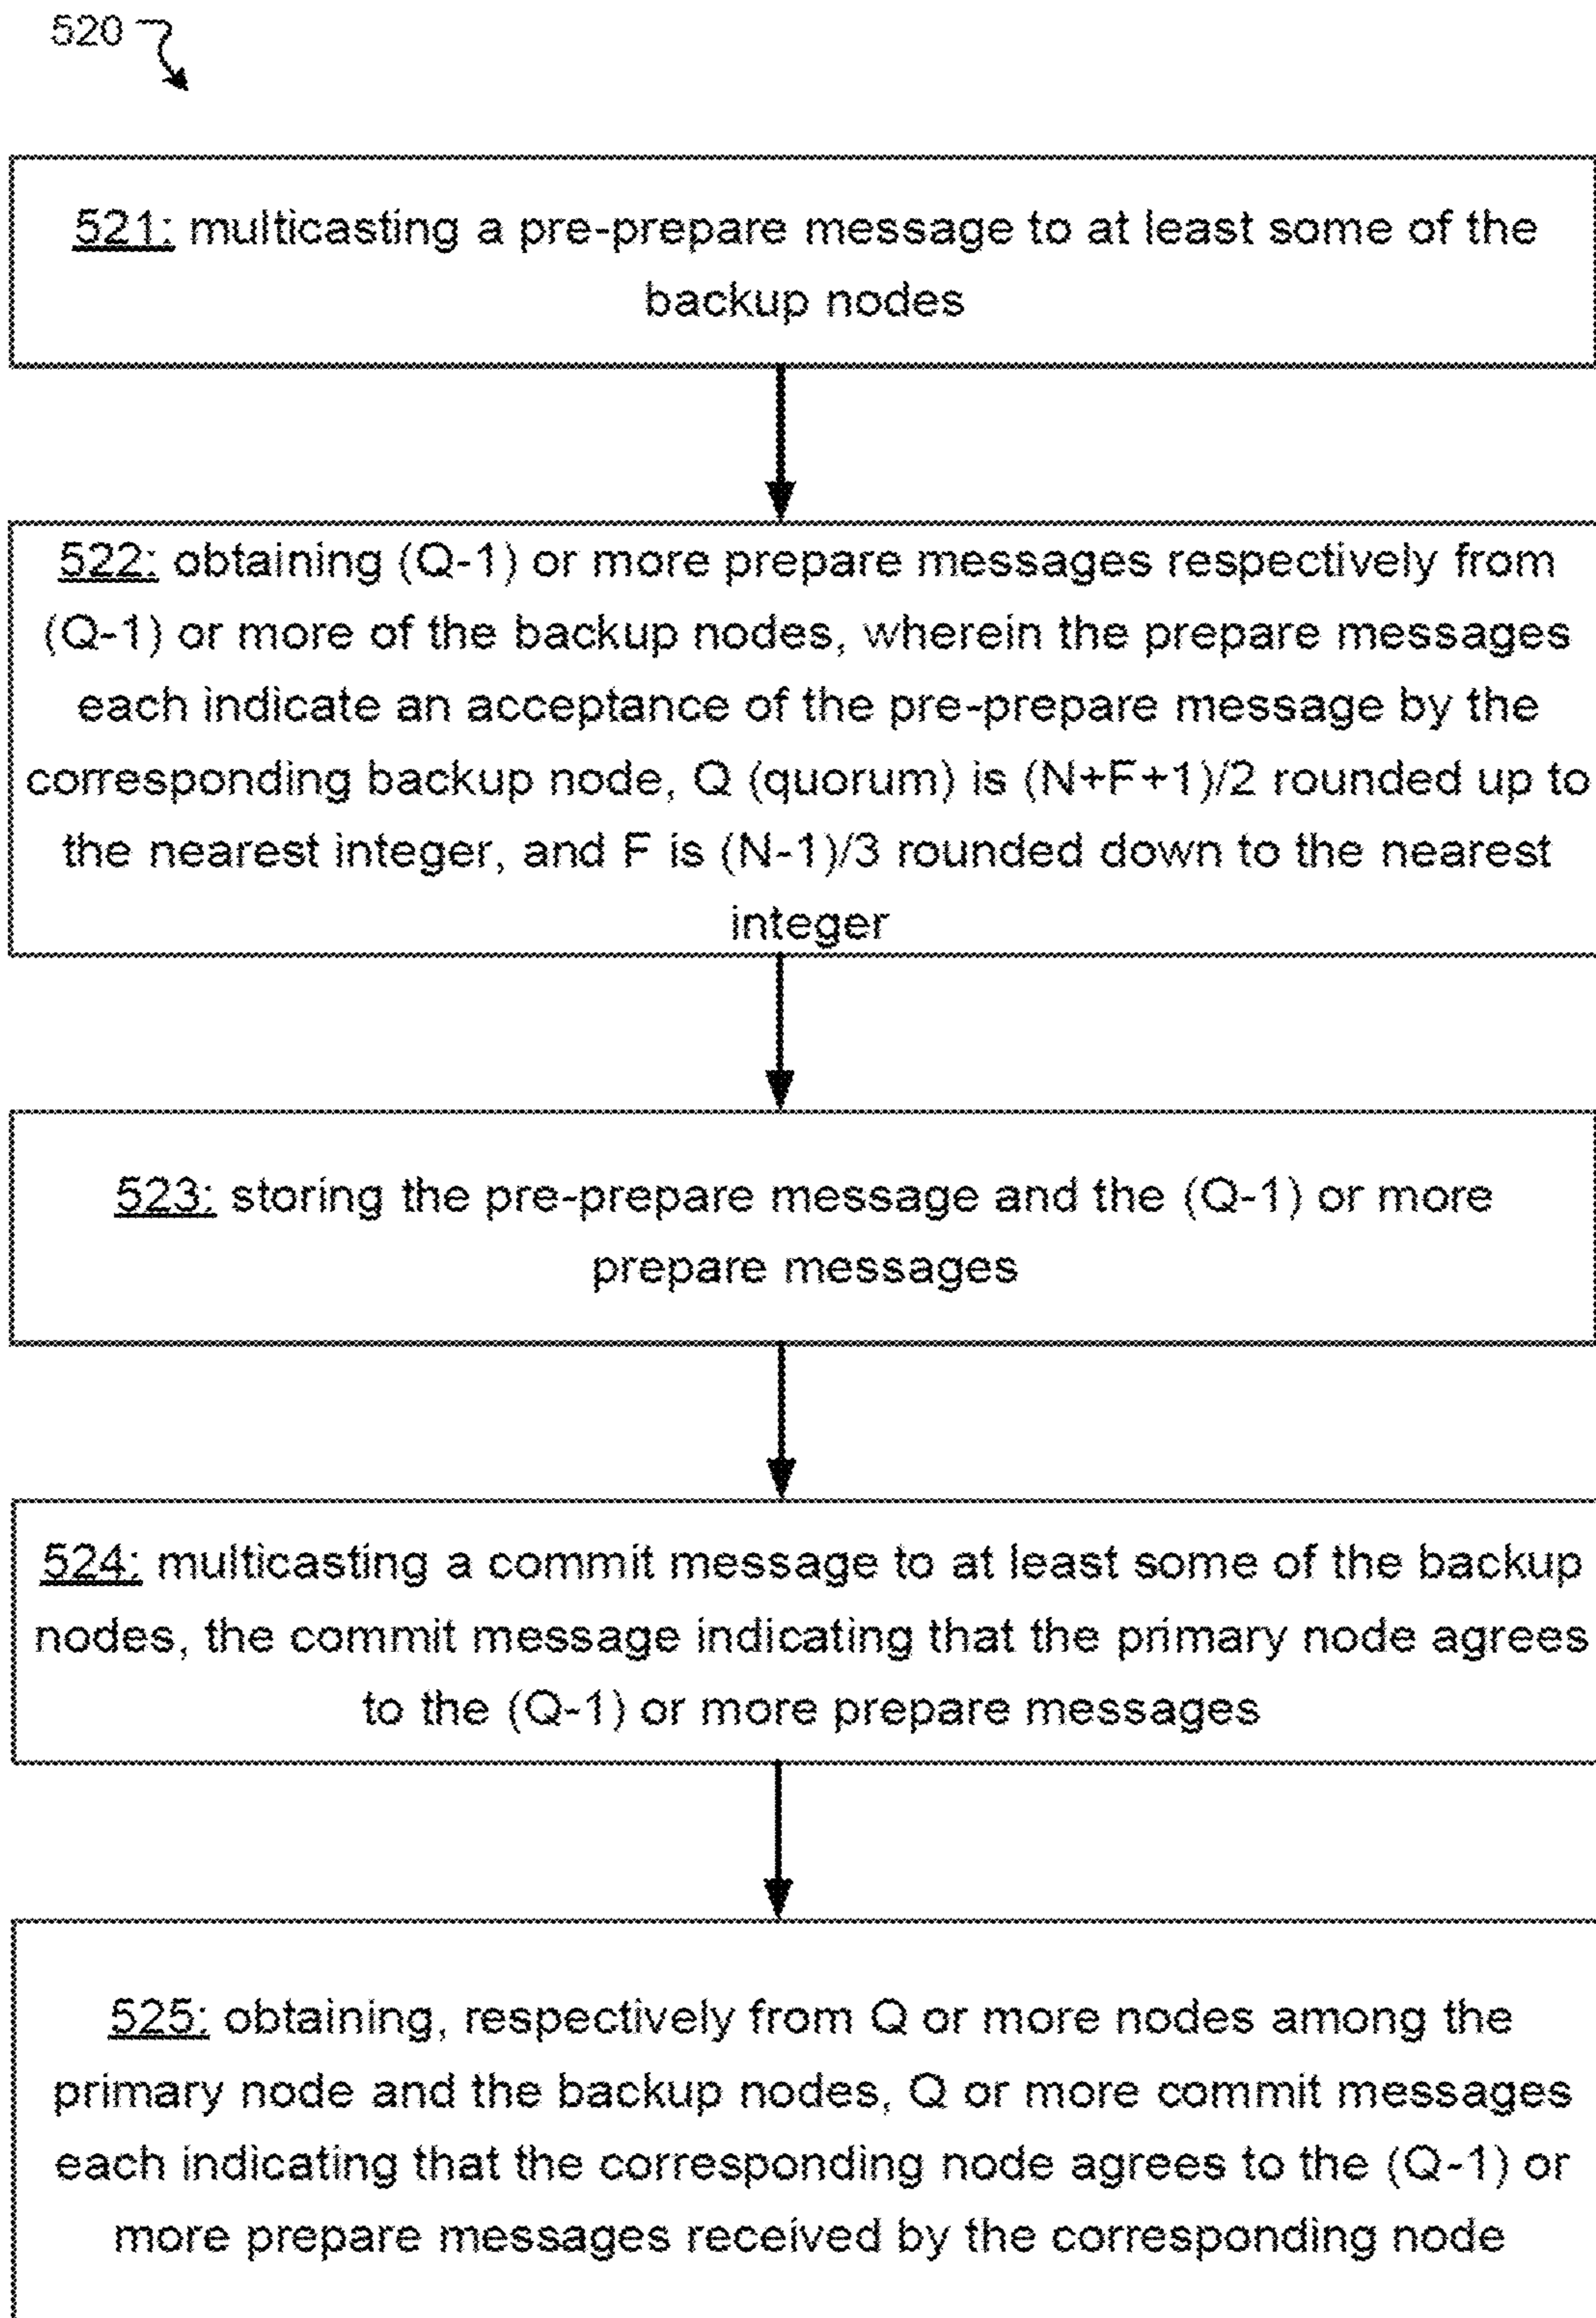 520
521: multicasting a pre-prepare message to at least some of the
backup nodes
522: obtaining (Q-1) or more prepare messages respectively from
(Q-1) or more of the backup nodes, wherein the prepare messages
each indicate an acceptance of the pre-prepare message by the
corresponding backup node, Q (quorum) is (N+F+1)/2 rounded up to
the nearest integer, and F is (N-1)/3 rounded down to the nearest
integer
523: storing the pre-prepare message and the (Q-1) or more
prepare messages
524: multicasting a commit message to at least some of the backup
nodes, the commit message indicating that the primary node agrees
to the (Q-1) or more prepare messages
525: obtaining, respectively from Q or more nodes among the
primary node and the backup nodes, Q or more commit messages
each indicating that the corresponding node agrees to the (Q-1) or
more prepare messages received by the corresponding node